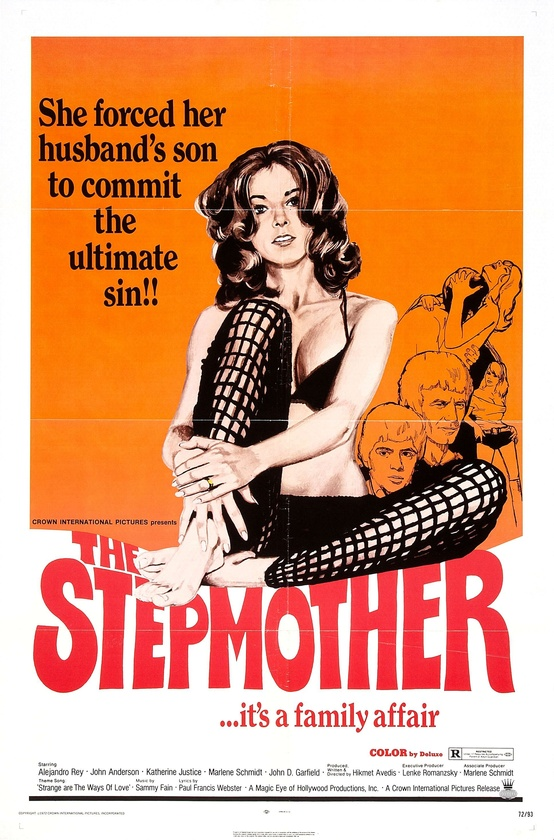 She forced her
husband's son
to commit
the
ultimate
sin!!
CROWN INTERNATIONAL PICTURES presents
THE
STEPMOTHER
...it's a family affair
COLOR by Deluxe R RESTRICTED
Starring
Alejandro Rey · John Anderson · Katherine Justice · Marlene Schmidt · John D. Garfield · Produced, Written & Directed by Hikmet Avedis · Executive Producer Lenke Romanzsky · Associate Producer Marlene Schmidt
Theme Song: 'Strange are The Ways Of Love' · Music by Sammy Fain · Lyrics by Paul Francis Webster · A Magic Eye of Hollywood Productions, Inc. · A Crown International Pictures Release
72/93